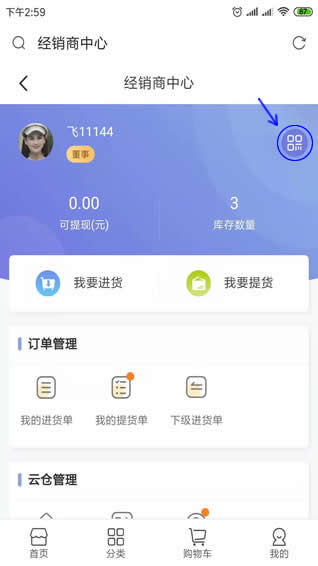 下午2:59
67
经销商中心
经销商中心
飞11144
董事
0.00
3
可提现(元)
库存数量
我要进货
我要提货
订单管理
我的进货单
我的提货单
下级进货单
云仓管理
首页
分类
购物车
我的